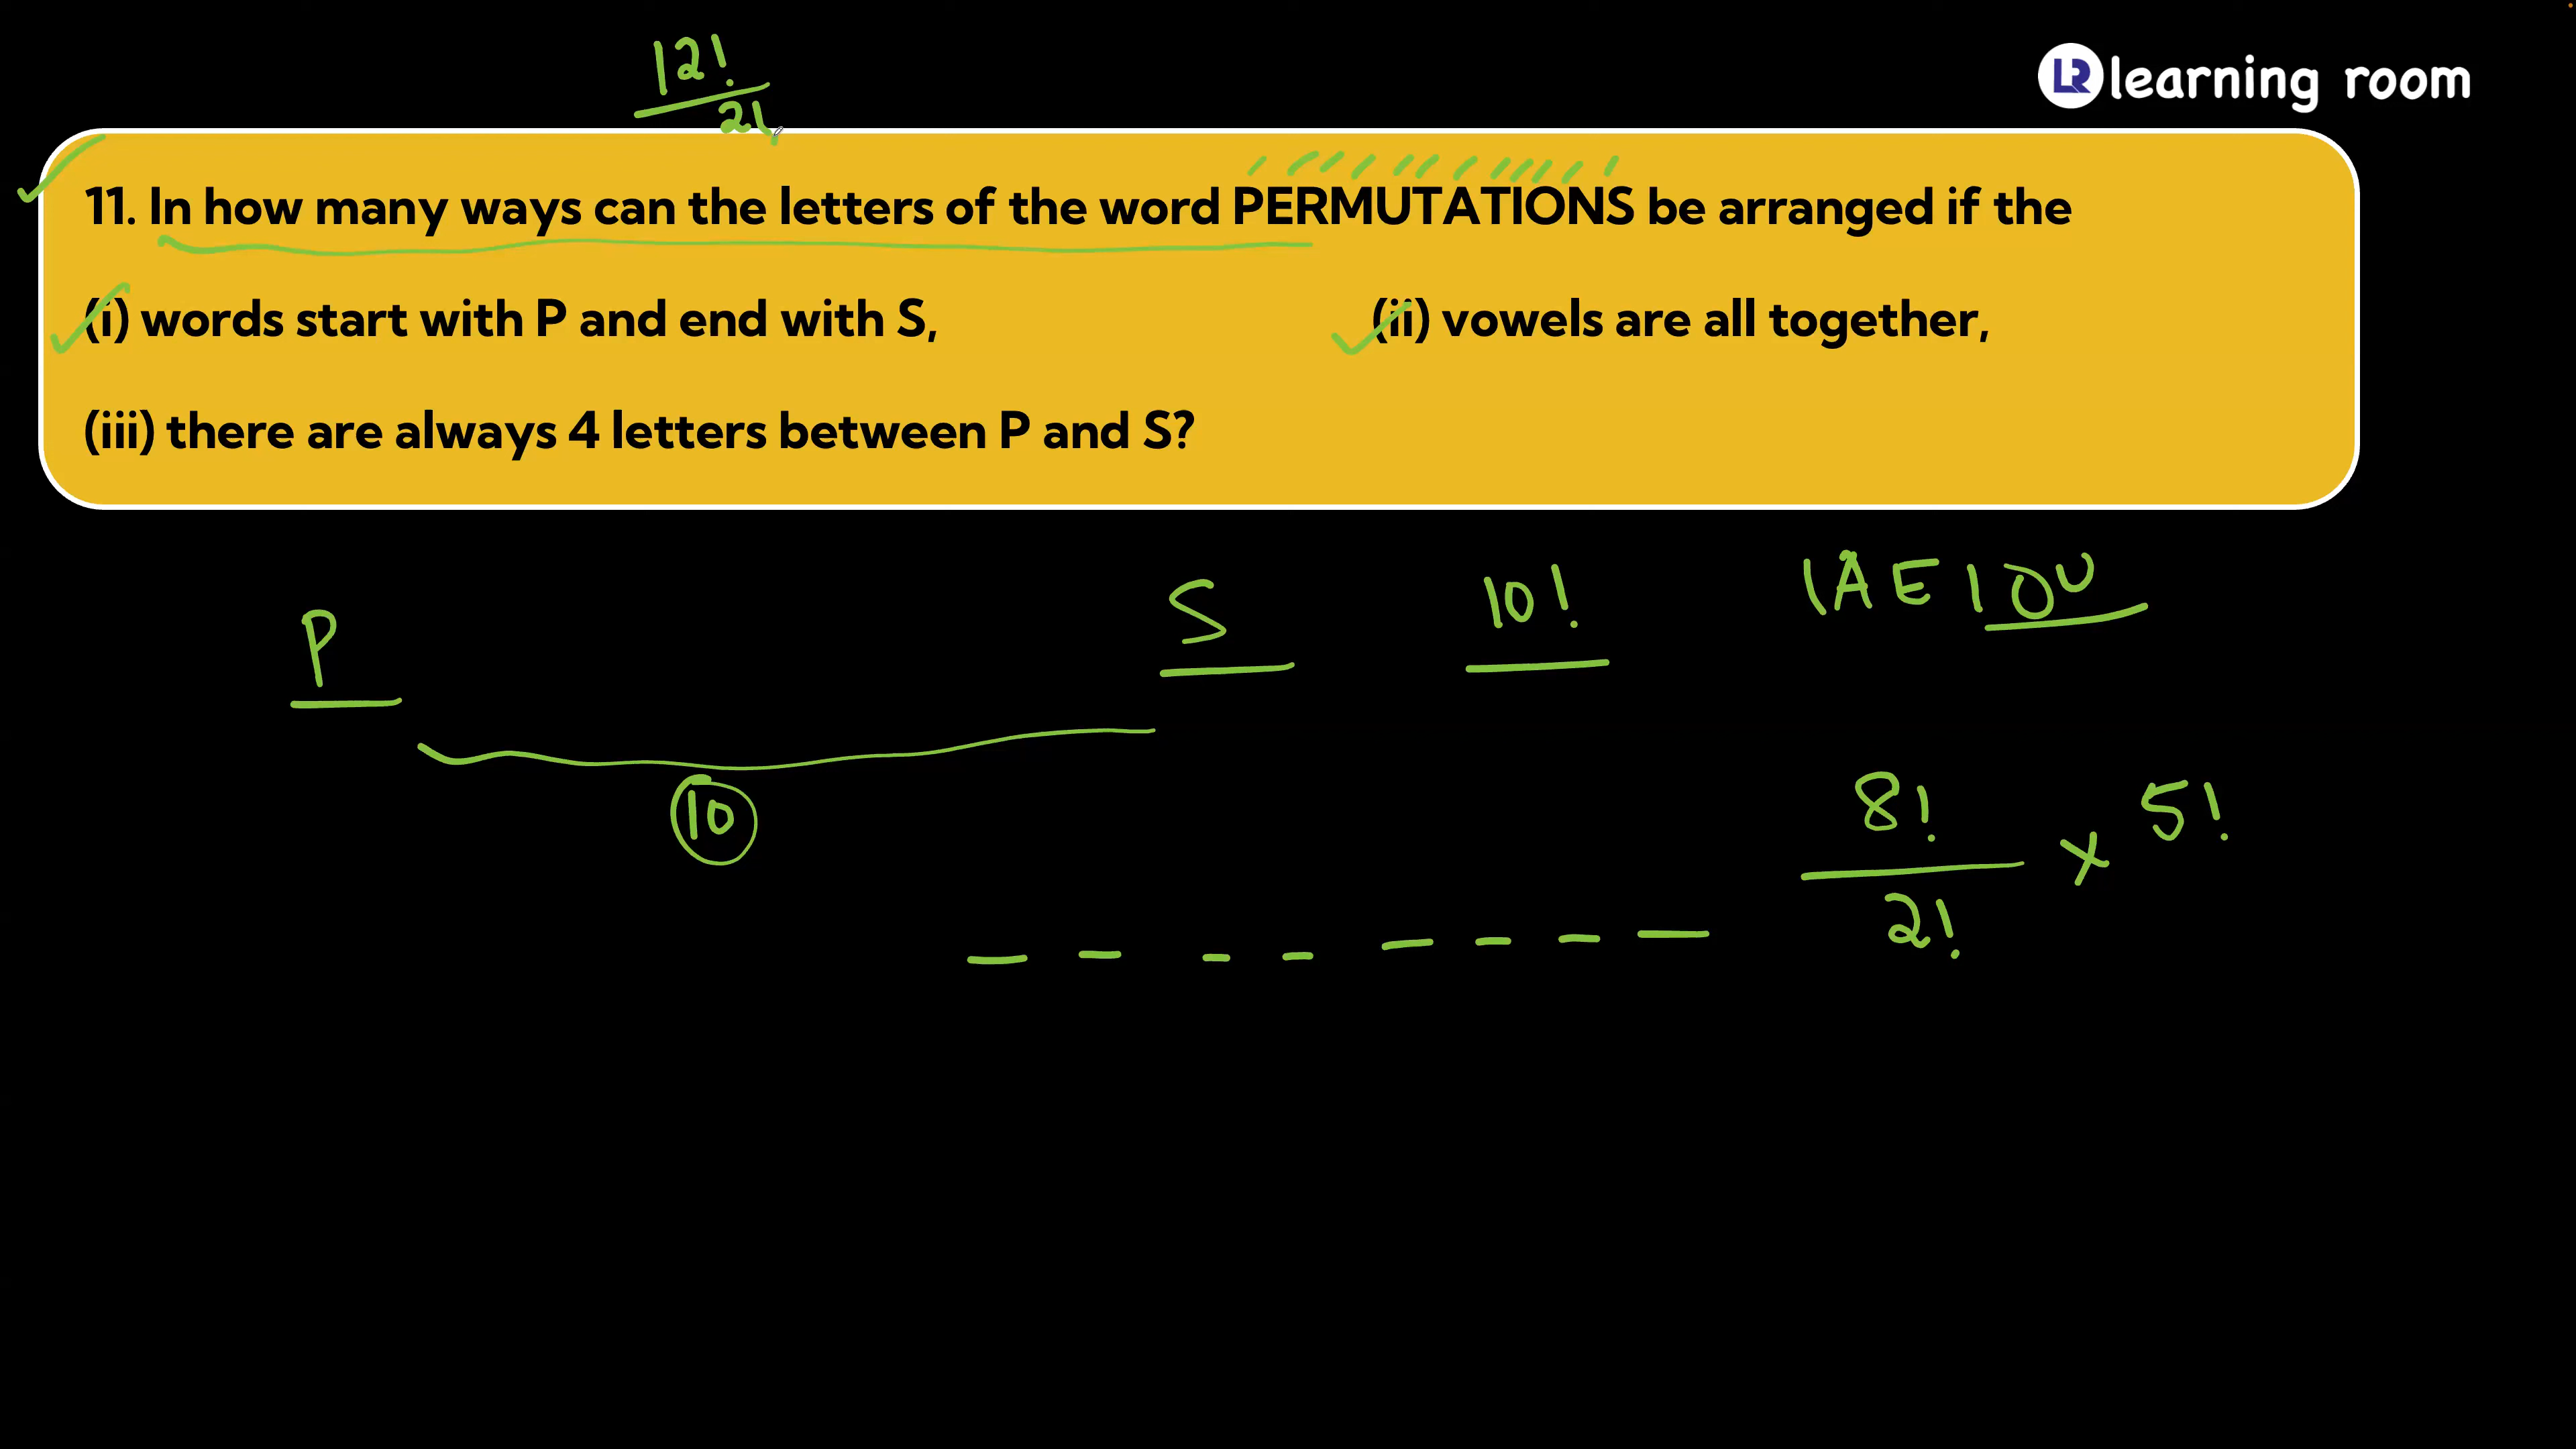 12!
2!
LR learning room
11. In how many ways can the letters of the word PERMUTATIONS be arranged if the
(i) words start with P and end with S,
(ii) vowels are all together,
(iii) there are always 4 letters between P and S?
P S 10! 1 A E I O U
10
8! × 5!
2!